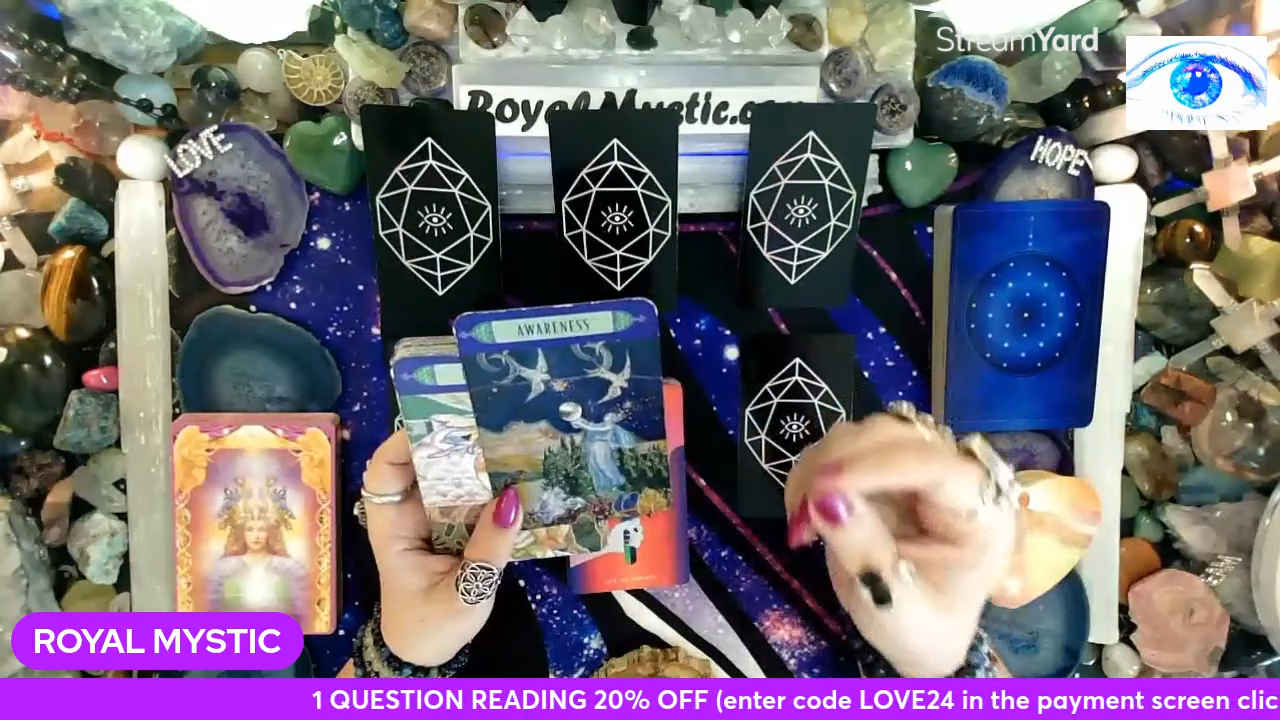 StreamYard
RoyalMystic.com
LOVE
HOPE
AWARENESS
ROYAL MYSTIC
1 QUESTION READING 20% OFF (enter code LOVE24 in the payment screen clic